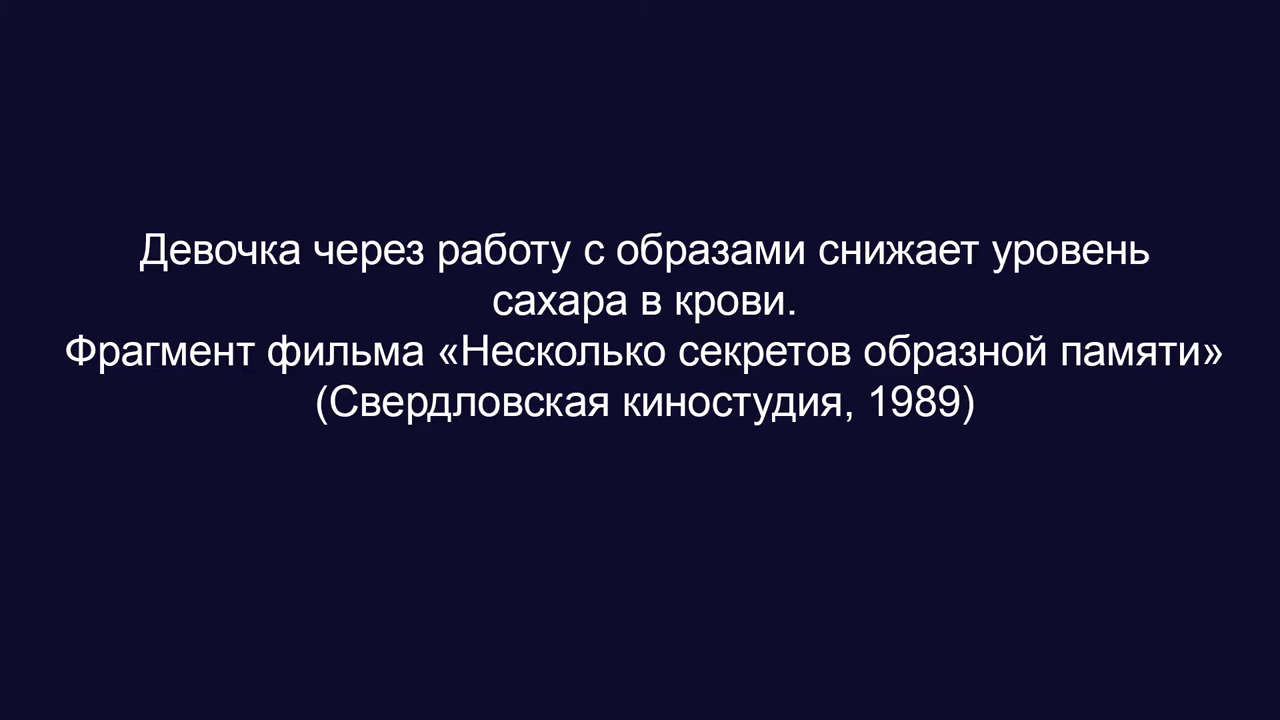 Девочка через работу с образами снижает уровень
сахара в крови.
Фрагмент фильма «Несколько секретов образной памяти»
(Свердловская киностудия, 1989)